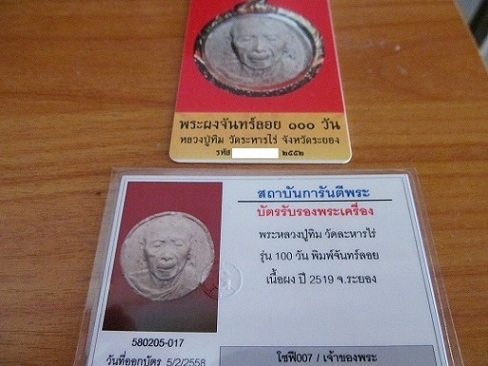 พระผงจันทร์ลอย ๑๐๐ วัน
หลวงปู่ทิม วัดระหารไร่ จังหวัดระยอง
รหัส ๒๕๕๒
สถาบันการันตีพระ
บัตรรับรองพระเครื่อง
พระหลวงปู่ทิม วัดละหารไร่
รุ่น 100 วัน พิมพ์จันทร์ลอย
เนื้อผง ปี 2519 จ.ระยอง
580205-017
วันที่ออกบัตร 5/2/2558
โซฟี007 / เจ้าของพระ